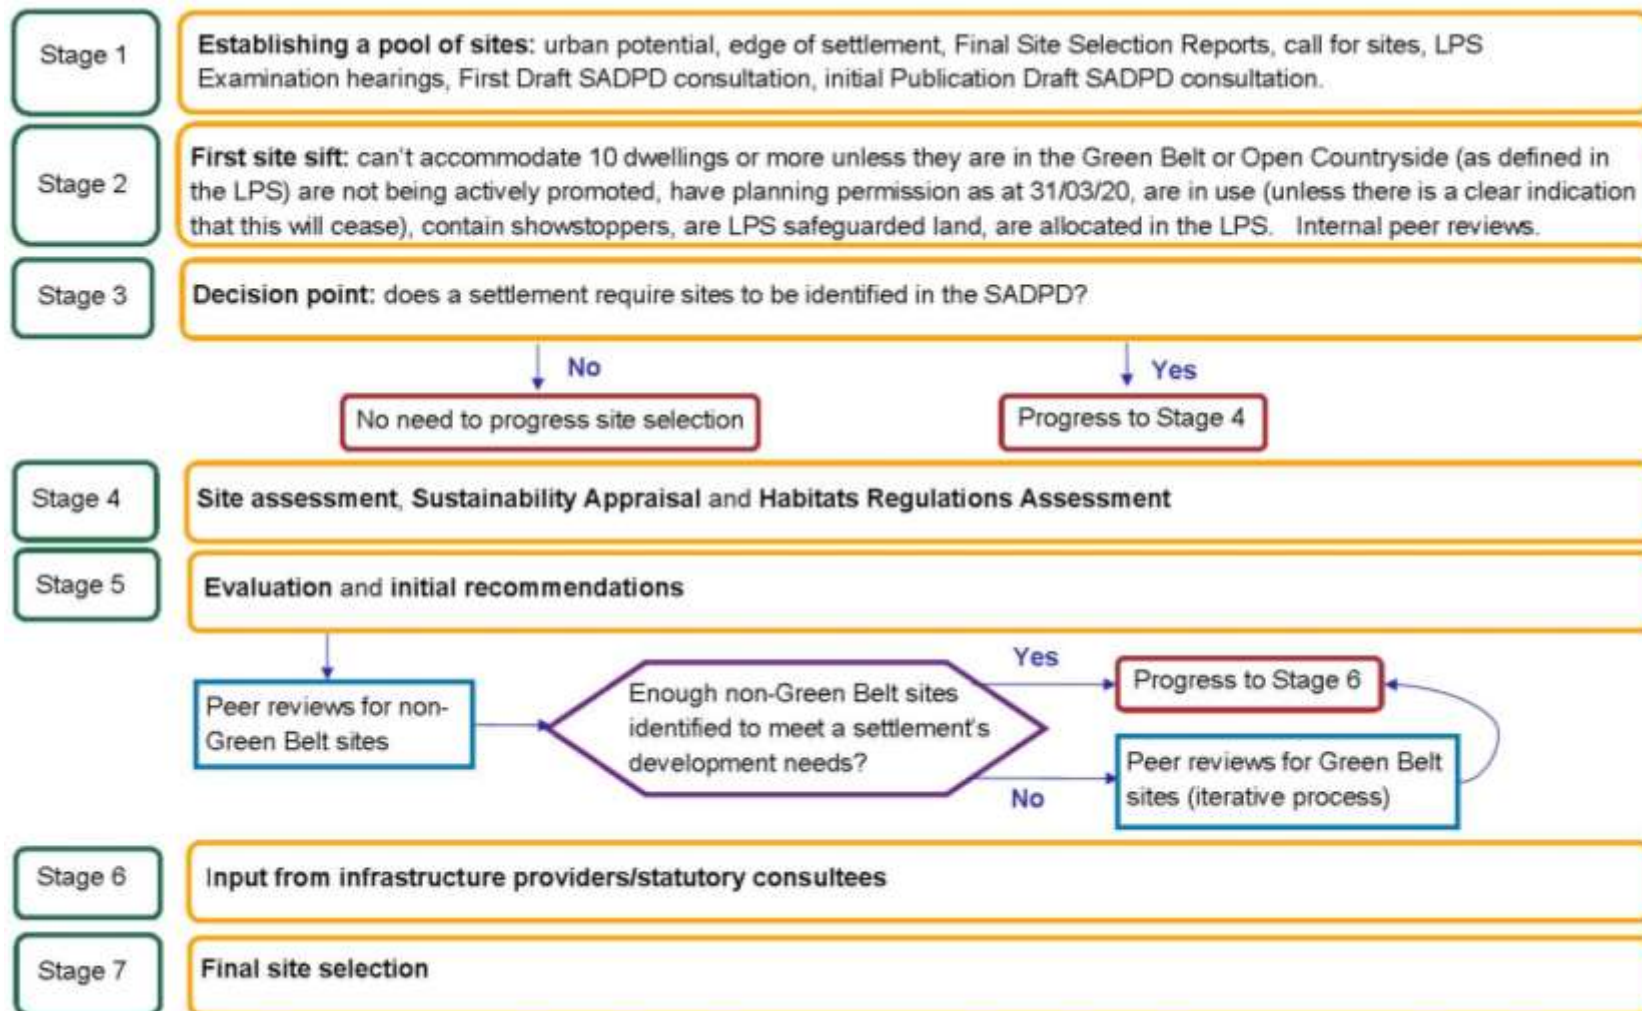 Stage 1
Establishing a pool of sites: urban potential, edge of settlement, Final Site Selection Reports, call for sites, LPS
Examination hearings, First Draft SADPD consultation, initial Publication Draft SADPD consultation.
Stage 2
First site sift: can't accommodate 10 dwellings or more unless they are in the Green Belt or Open Countryside (as defined in
the LPS) are not being actively promoted, have planning permission as at 31/03/20, are in use (unless there is a clear indication
that this will cease), contain showstoppers, are LPS safeguarded land, are allocated in the LPS. Internal peer reviews.
Stage 3
Decision point: does a settlement require sites to be identified in the SADPD?
No
Yes
No need to progress site selection
Progress to Stage 4
Stage 4
Site assessment, Sustainability Appraisal and Habitats Regulations Assessment
Stage 5
Evaluation and initial recommendations
Peer reviews for non-
Green Belt sites
Enough non-Green Belt sites
identified to meet a settlement's
development needs?
Yes
Progress to Stage 6
No
Peer reviews for Green Belt
sites (iterative process)
Stage 6
Input from infrastructure providers/statutory consultees
Stage 7
Final site selection